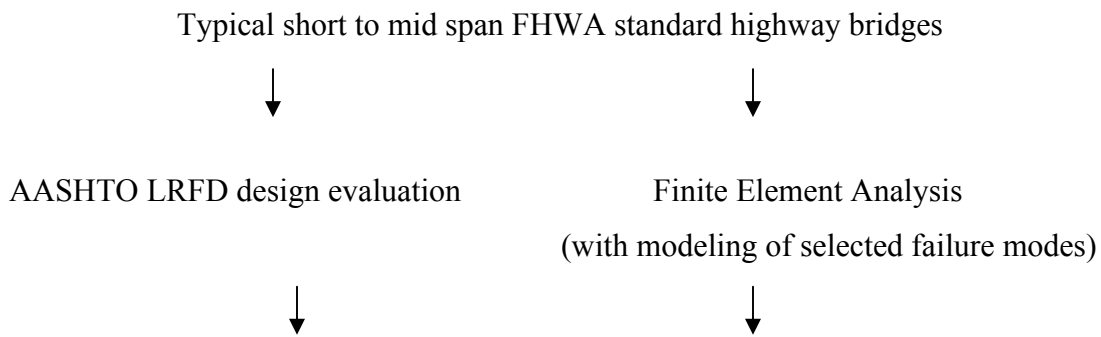 Typical short to mid span FHWA standard highway bridges
AASHTO LRFD design evaluation
Finite Element Analysis
(with modeling of selected failure modes)